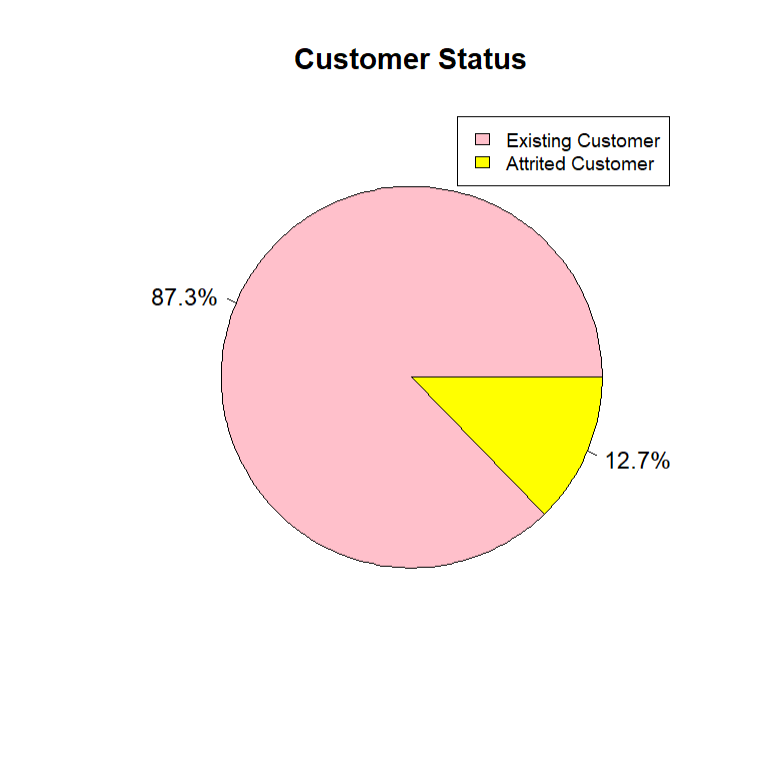 Customer Status
Existing Customer
Attrited Customer
87.3%
12.7%